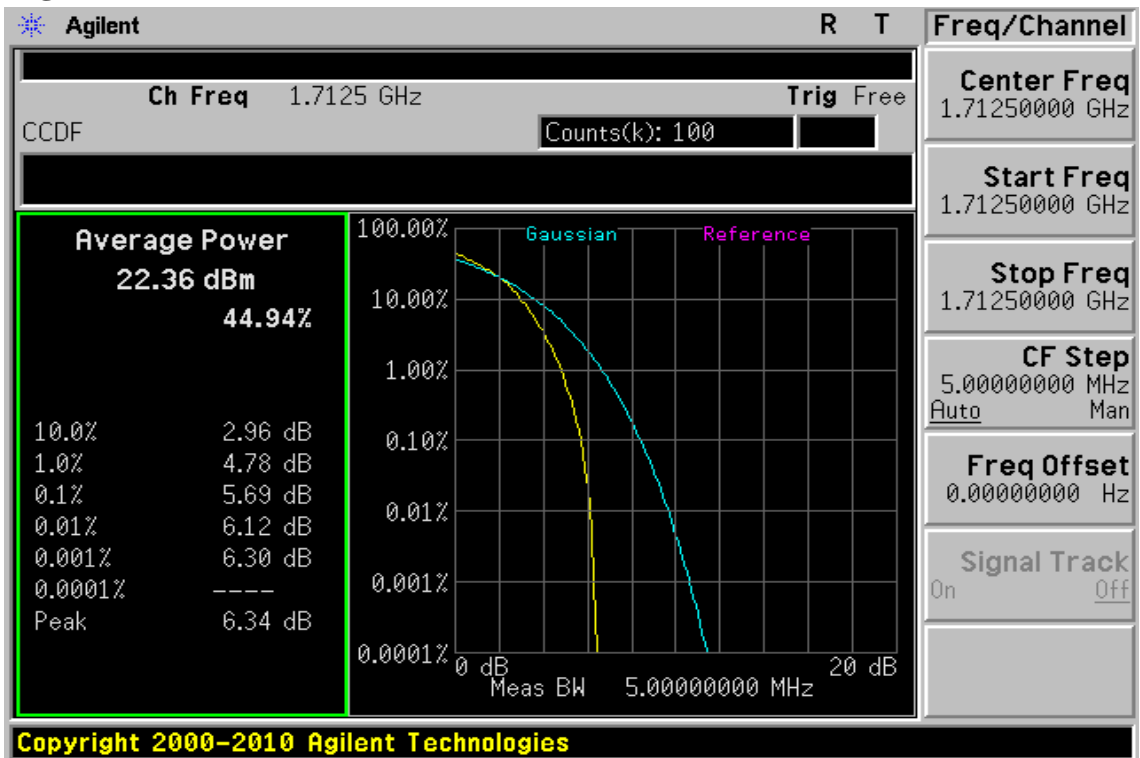 Agilent
R T
Freq/Channel
Ch Freq 1.7125 GHz
Trig Free
CCDF
Counts(k): 100
Average Power
22.36 dBm
44.94%
10.0% 2.96 dB
1.0% 4.78 dB
0.1% 5.69 dB
0.01% 6.12 dB
0.001% 6.30 dB
0.0001% ----
Peak 6.34 dB
Gaussian
Reference
100.00%
10.00%
1.00%
0.10%
0.01%
0.001%
0.0001%
0 dB
20 dB
Meas BW 5.00000000 MHz
Center Freq
1.71250000 GHz
Start Freq
1.71250000 GHz
Stop Freq
1.71250000 GHz
CF Step
5.00000000 MHz
Auto Man
Freq Offset
0.00000000 Hz
Signal Track
On Off
Copyright 2000-2010 Agilent Technologies